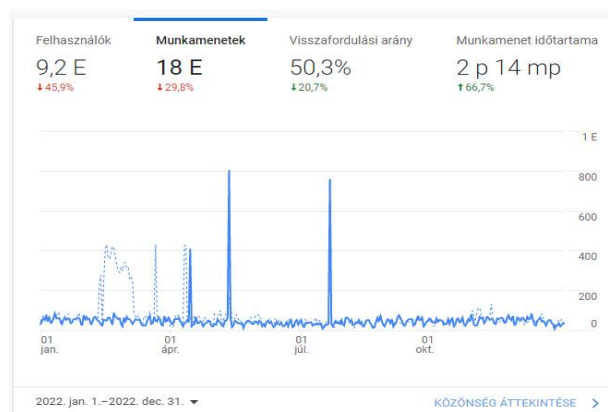 Felhasználók Munkamenetek Visszafordulási arány Munkamenet időtartama
9,2 E 18 E 50,3% 2 p 14 mp
↓45,9% ↓29,8% ↓20,7% ↑66,7%
1 E
800
600
400
200
0
01 01 01 01
jan. ápr. júl. okt.
2022. jan. 1.–2022. dec. 31. KÖZÖNSÉG ÁTTEKINTÉSE